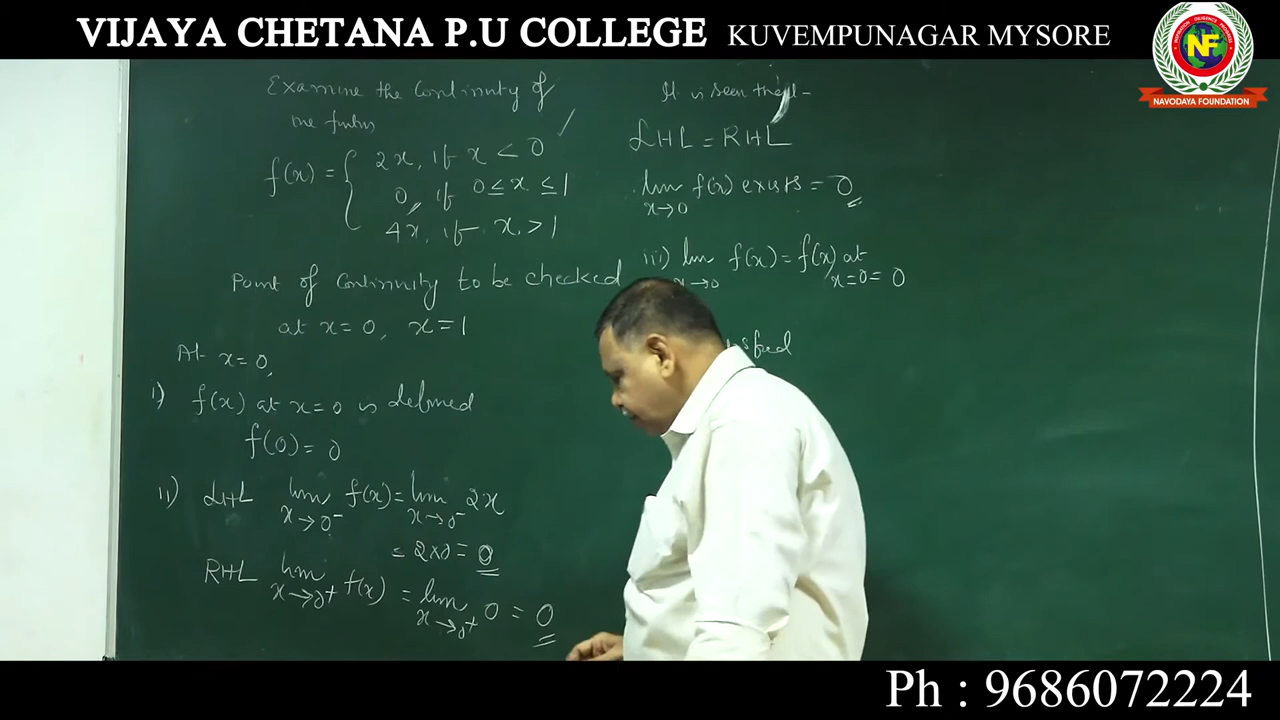 VIJAYA CHETANA P.U COLLEGE KUVEMPUNAGAR MYSORE
NF
NAVODAYA FOUNDATION
Examine the Continuity of
the
f(x) = { 2x, if x < 0
0, if 0 ≤ x ≤ 1
4x, if x > 1
Point of Continuity to be checked
at x = 0, x = 1
At x = 0,
i) f(x) at x = 0 is defined
f(0) = 0
ii) LHL lim x→0⁻ f(x) = lim x→0⁻ 2x
= 2×0 = 0
RHL lim x→0+ f(x) = lim x→0+ 0 = 0
It is seen that
LHL = RHL
lim x→0 f(x) exists = 0
iii) lim x→0 f(x) = f(x) at x=0 = 0
Ph : 9686072224